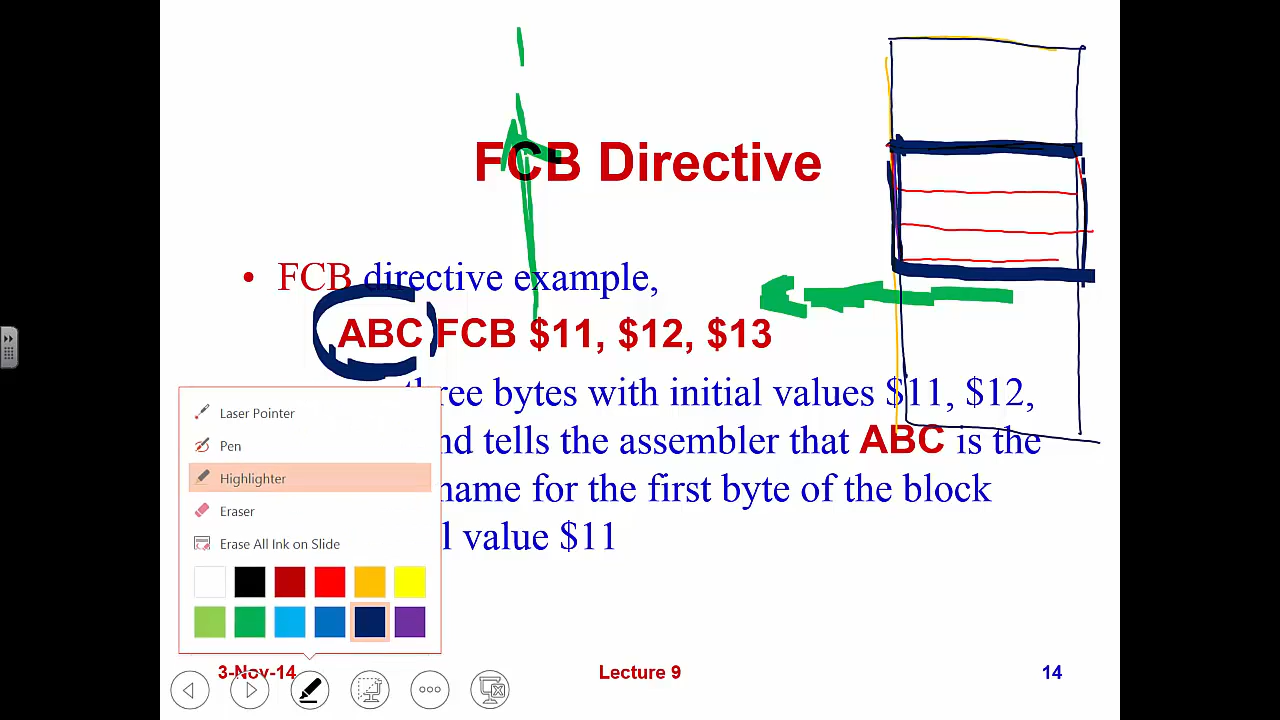 FCB Directive
• FCB directive example,
ABC FCB $11, $12, $13
three bytes with initial values $11, $12,
nd tells the assembler that ABC is the
name for the first byte of the block
l value $11
Laser Pointer
Pen
Highlighter
Eraser
Erase All Ink on Slide
3-Nov-14
Lecture 9
14